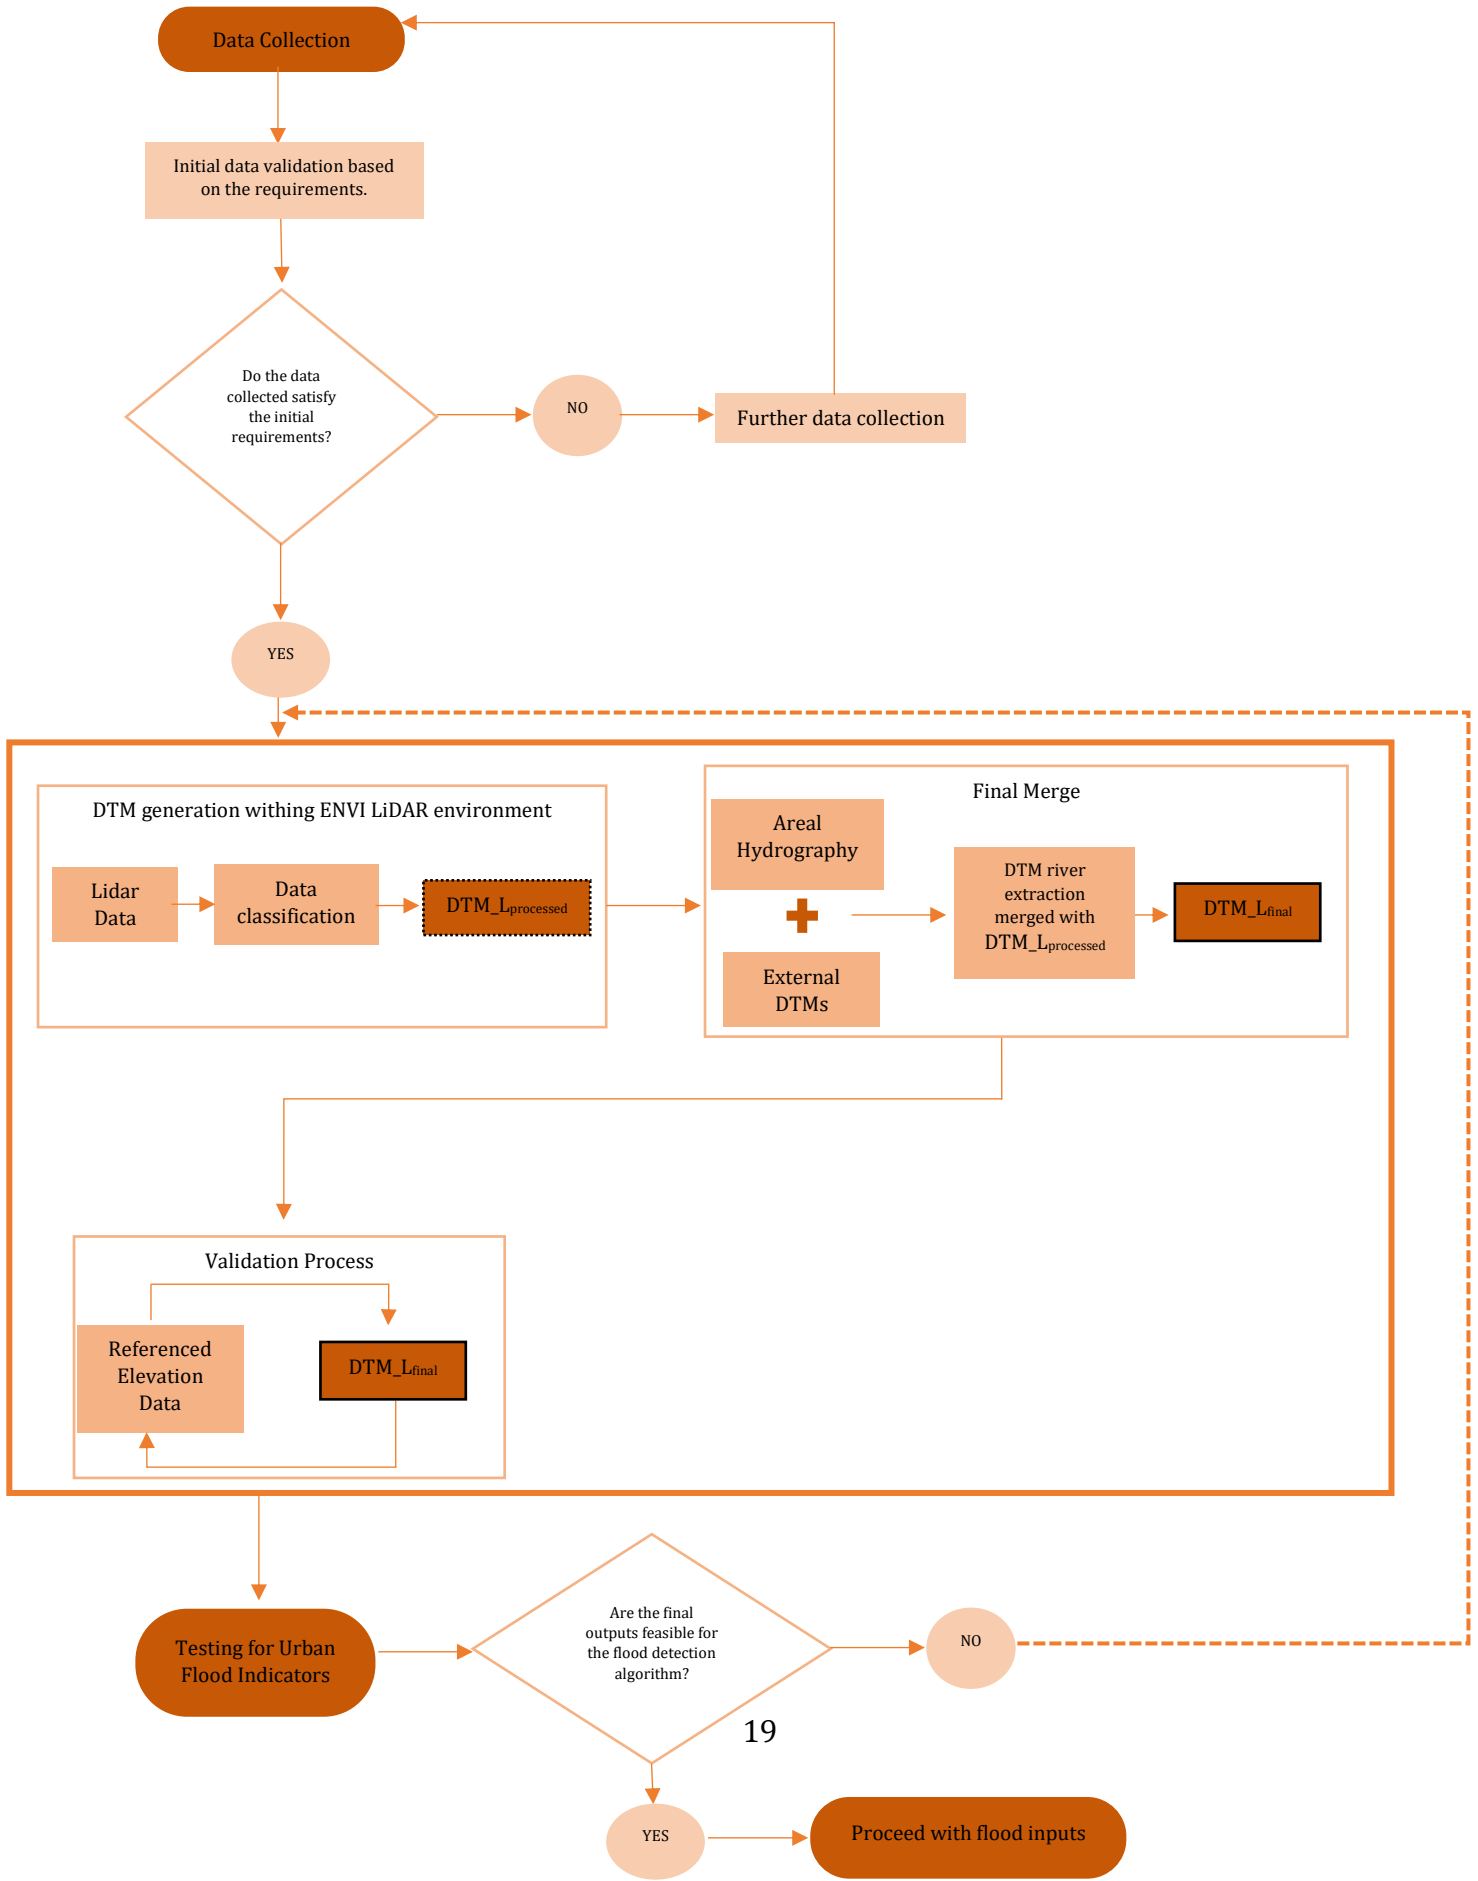 Data Collection
Initial data validation based
on the requirements.
Do the data
collected satisfy
the initial
requirements?
NO
Further data collection
YES
DTM generation withing ENVI LiDAR environment
Lidar
Data
Data
classification
DTM_Lprocessed
Final Merge
Areal
Hydrography
External
DTMs
DTM river
extraction
merged with
DTM_Lprocessed
DTM_Lfinal
Validation Process
Referenced
Elevation
Data
DTM_Lfinal
Testing for Urban
Flood Indicators
Are the final
outputs feasible for
the flood detection
algorithm?
NO
19
YES
Proceed with flood inputs